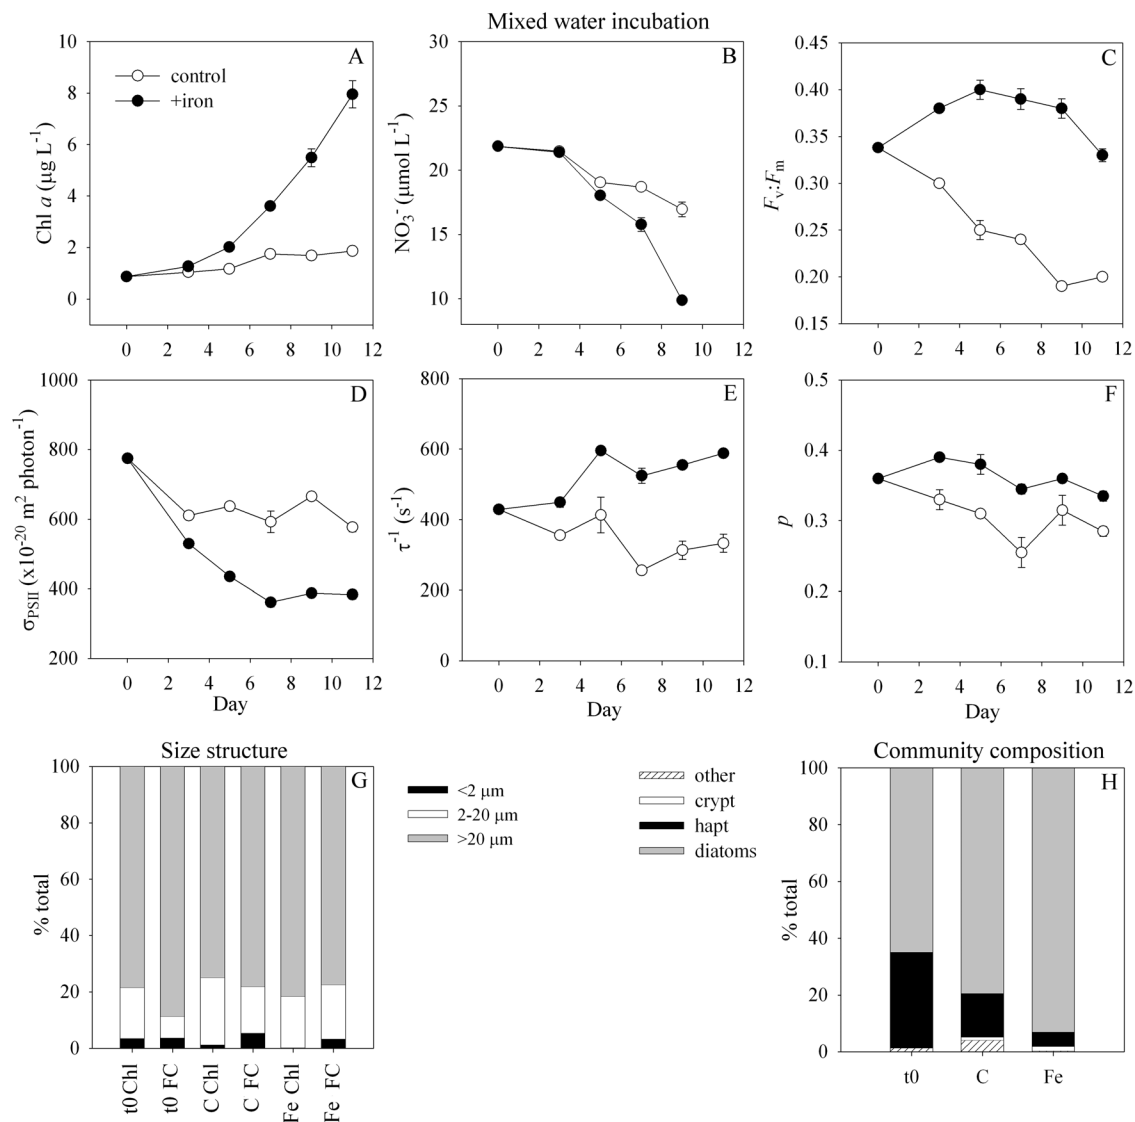 Mixed water incubation
A
control
+iron
Chl a (µg L⁻¹)
10
8
6
4
2
0
0 2 4 6 8 10 12
B
NO₃⁻ (µmol L⁻¹)
30
25
20
15
10
0 2 4 6 8 10 12
C
Fv:Fm
0.40
0.35
0.30
0.25
0.20
0.15
0 2 4 6 8 10 12
D
σPSII (x10⁻²⁰ m² photon⁻¹)
1000
800
600
400
200
0 2 4 6 8 10 12
Day
E
τ⁻¹ (s⁻¹)
800
600
400
200
0
0 2 4 6 8 10 12
Day
F
p
0.5
0.4
0.3
0.2
0.1
0 2 4 6 8 10 12
Day
Size structure
G
% total
100
80
60
40
20
0
t0 Chl
t0 FC
C Chl
C FC
Fe Chl
Fe FC
<2 µm
2-20 µm
>20 µm
other
crypt
hapt
diatoms
Community composition
H
% total
100
80
60
40
20
0
t0 C Fe